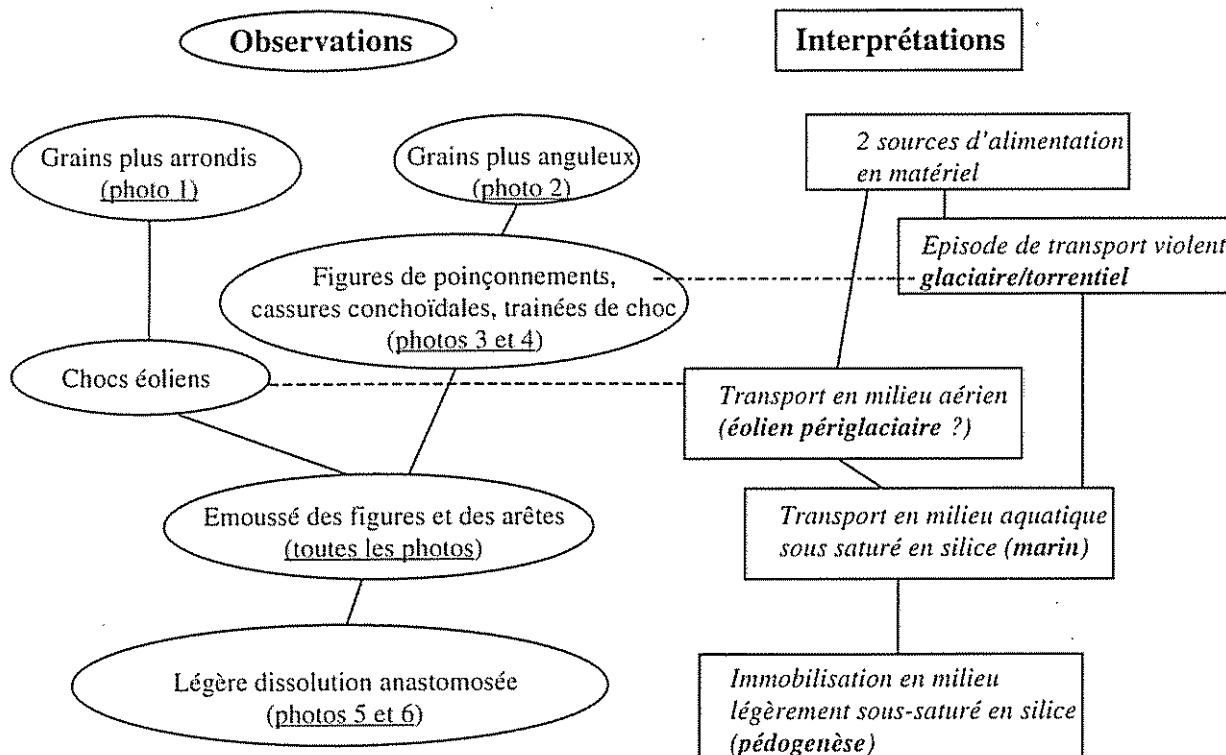 Observations
Interprétations
Grains plus arrondis
(photo 1)
Grains plus anguleux
(photo 2)
2 sources d'alimentation
en matériel
Episode de transport violent
glaciaire/torrentiel
Figures de poinçonnements,
cassures conchoïdales, trainées de choc
(photos 3 et 4)
Chocs éoliens
Transport en milieu aérien
(éolien périglaciaire ?)
Emoussé des figures et des arêtes
(toutes les photos)
Transport en milieu aquatique
sous saturé en silice (marin)
Légère dissolution anastomosée
(photos 5 et 6)
Immobilisation en milieu
légèrement sous-saturé en silice
(pédogenèse)